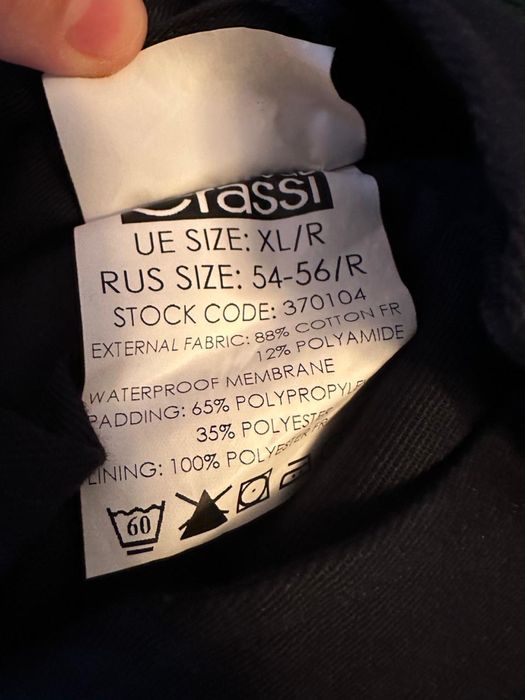 UE SIZE: XL/R
RUS SIZE: 54-56/R
STOCK CODE: 370104
EXTERNAL FABRIC: 88% COTTON FR
12% POLYAMIDE
WATERPROOF MEMBRANE
PADDING: 65%
35%
LINING: 100%
60